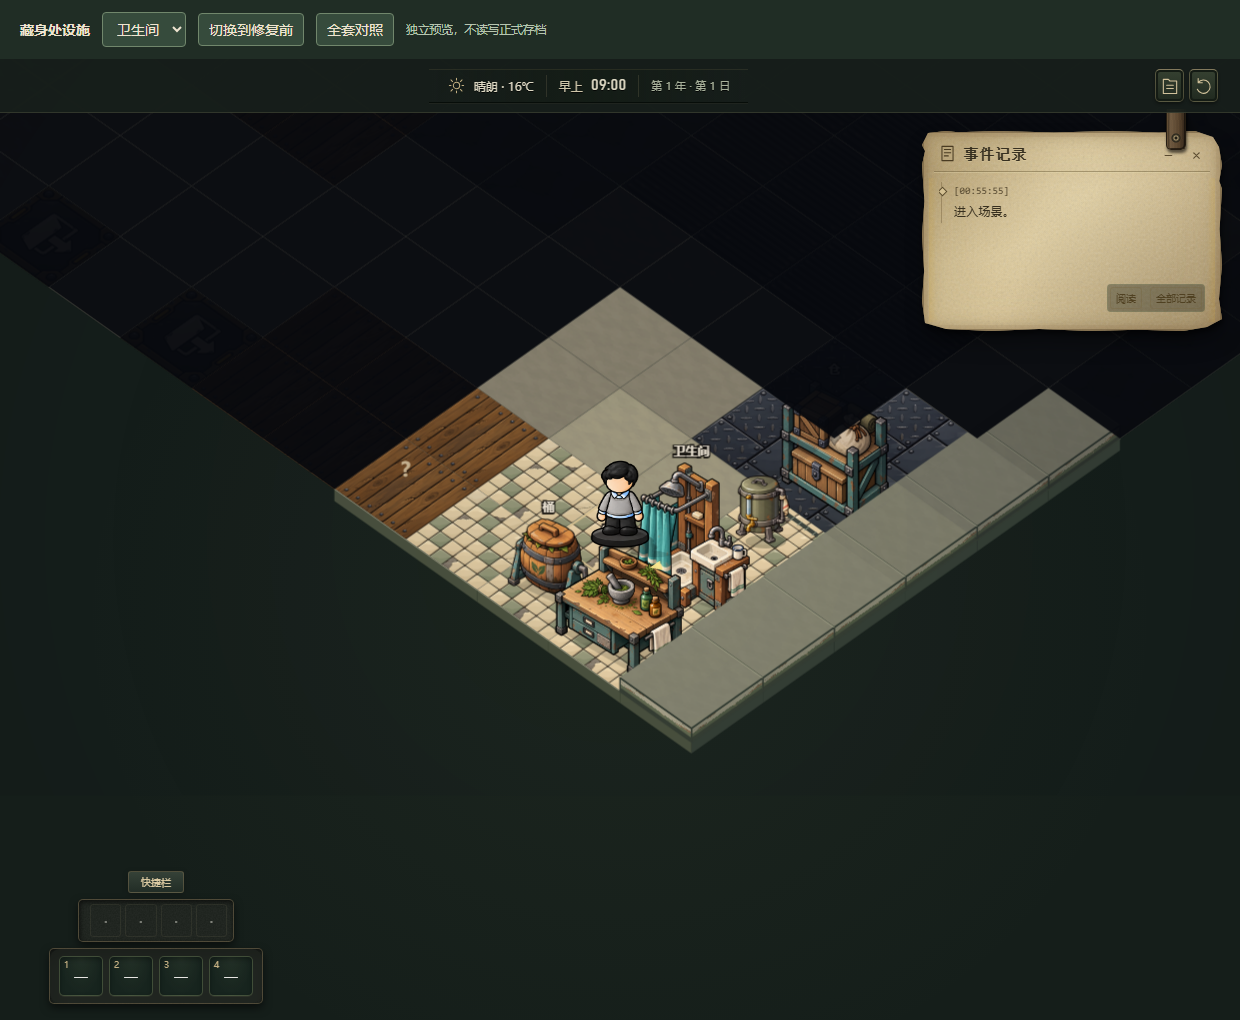 藏身处设施 卫生间 切换到修复前 全套对照 独立预览，不读写正式存档
晴朗 · 16℃ 早上 09:00 第 1 年 · 第 1 日
事件记录
[00:55:55]
进入场景。
阅读 全部记录
卫生间
?
桶
快捷栏
1 2 3 4